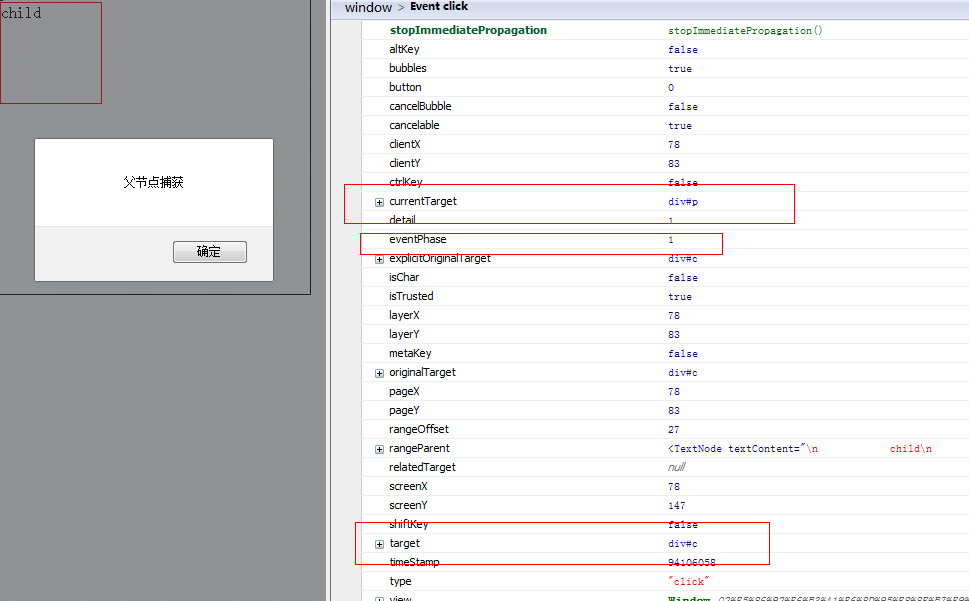 child
父节点捕获
确定
window > Event click
stopImmediatePropagation stopImmediatePropagation()
altKey false
bubbles true
button 0
cancelBubble false
cancelable true
clientX 78
clientY 83
ctrlKey false
currentTarget div#p
detail 1
eventPhase 1
explicitOriginalTarget div#c
isChar false
isTrusted true
layerX 78
layerY 83
metaKey false
originalTarget div#c
pageX 78
pageY 83
rangeOffset 27
rangeParent <TextNode textContent="\n child\n
relatedTarget null
screenX 78
screenY 147
shiftKey false
target div#c
timeStamp 94106058
type "click"
view Window